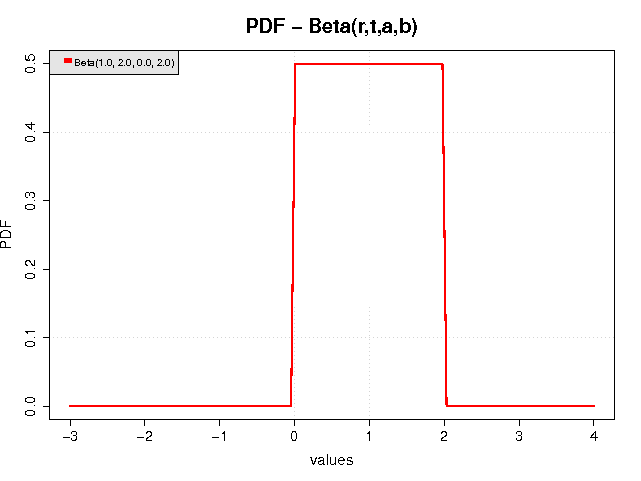 PDF − Beta(r,t,a,b)
Beta(1.0, 2.0, 0.0, 2.0)
0.5
0.4
0.3
0.2
0.1
0.0
PDF
−3 −2 −1 0 1 2 3 4
values